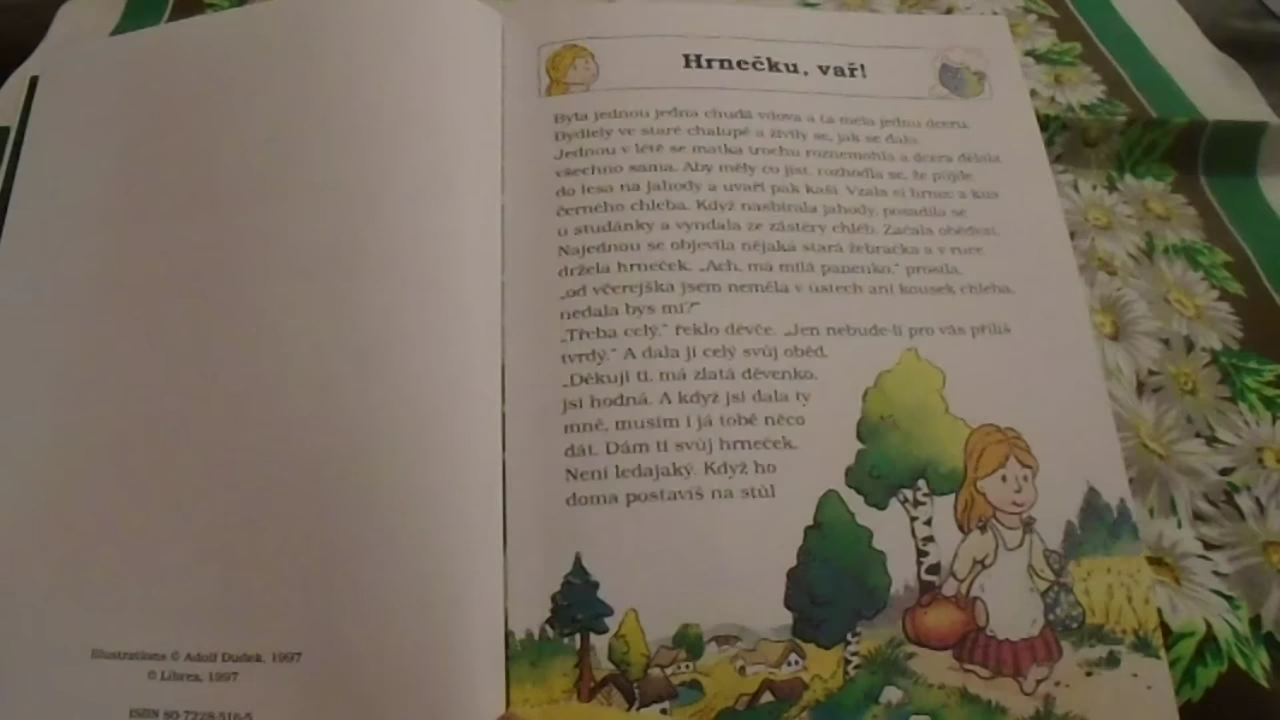 Illustrations © Adolf Dudek, 1997
© Librex, 1997
ISBN 80-7228-516-5
Hrnečku, vař!
Byla jednou jedna chudá vdova a ta měla jednu dceru.
Bydlely ve staré chalupě a živily se, jak se dalo.
Jednou v létě se matka trochu roznemohla a dcera dělala
všechno sama. Aby měly co jíst, rozhodla se, že půjde
do lesa na jahody a uvaří pak kaši. Vzala si hrnec a kus
černého chleba. Když nasbírala jahody, posadila se
u studánky a vyndala ze zástěry chléb. Začala obědvat.
Najednou se objevila nějaká stará žebračka a v ruce
držela hrneček. „Ach, má milá panenko,“ prosila,
„od včerejška jsem neměla v ústech ani kousek chleba,
nedala bys mi?“
„Třeba celý,“ řeklo děvče. „Jen nebude-li pro vás příliš
tvrdý.“ A dala jí celý svůj oběd.
„Děkuji ti, má zlatá děvenko,
jsi hodná. A když jsi dala ty
mně, musím i já tobě něco
dát. Dám ti svůj hrneček.
Není ledajaký. Když ho
doma postavíš na stůl